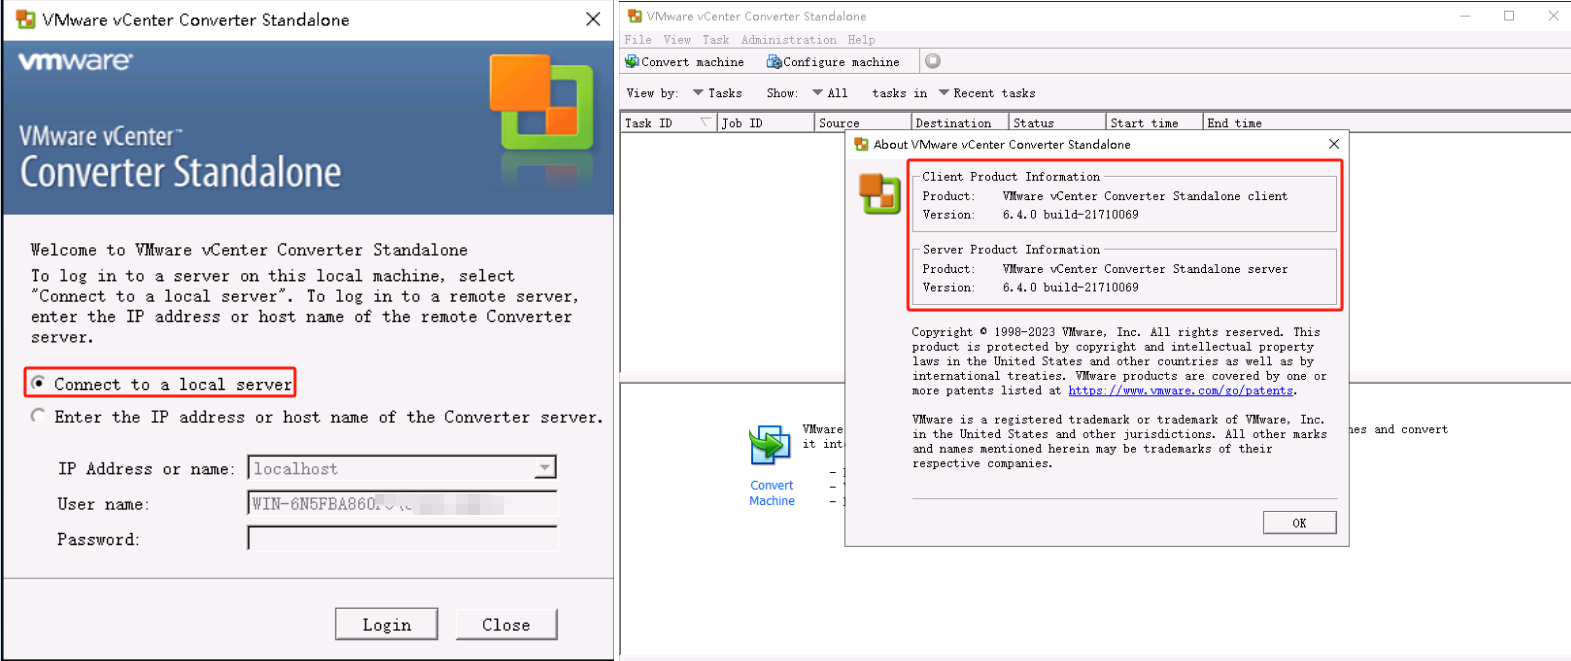 VMware vCenter Converter Standalone
vmware
VMware vCenter™
Converter Standalone
Welcome to VMware vCenter Converter Standalone
To log in to a server on this local machine, select
"Connect to a local server". To log in to a remote server,
enter the IP address or host name of the remote Converter
server.
Connect to a local server
Enter the IP address or host name of the Converter server.
IP Address or name: localhost
User name:
Password:
Login Close
VMware vCenter Converter Standalone
File View Task Administration Help
Convert machine Configure machine
View by: Tasks Show: All tasks in Recent tasks
Task ID Job ID Source Destination Status Start time End time
About VMware vCenter Converter Standalone
Client Product Information
Product: VMware vCenter Converter Standalone client
Version: 6.4.0 build-21710069
Server Product Information
Product: VMware vCenter Converter Standalone server
Version: 6.4.0 build-21710069
Copyright © 1998-2023 VMware, Inc. All rights reserved. This
product is protected by copyright and intellectual property
laws in the United States and other countries as well as by
international treaties. VMware products are covered by one or
more patents listed at https://www.vmware.com/go/patents.
VMware is a registered trademark or trademark of VMware, Inc.
in the United States and other jurisdictions. All other marks
and names mentioned herein may be trademarks of their
respective companies.
OK
VMware
and convert
it
-
-
-
Convert
Machine